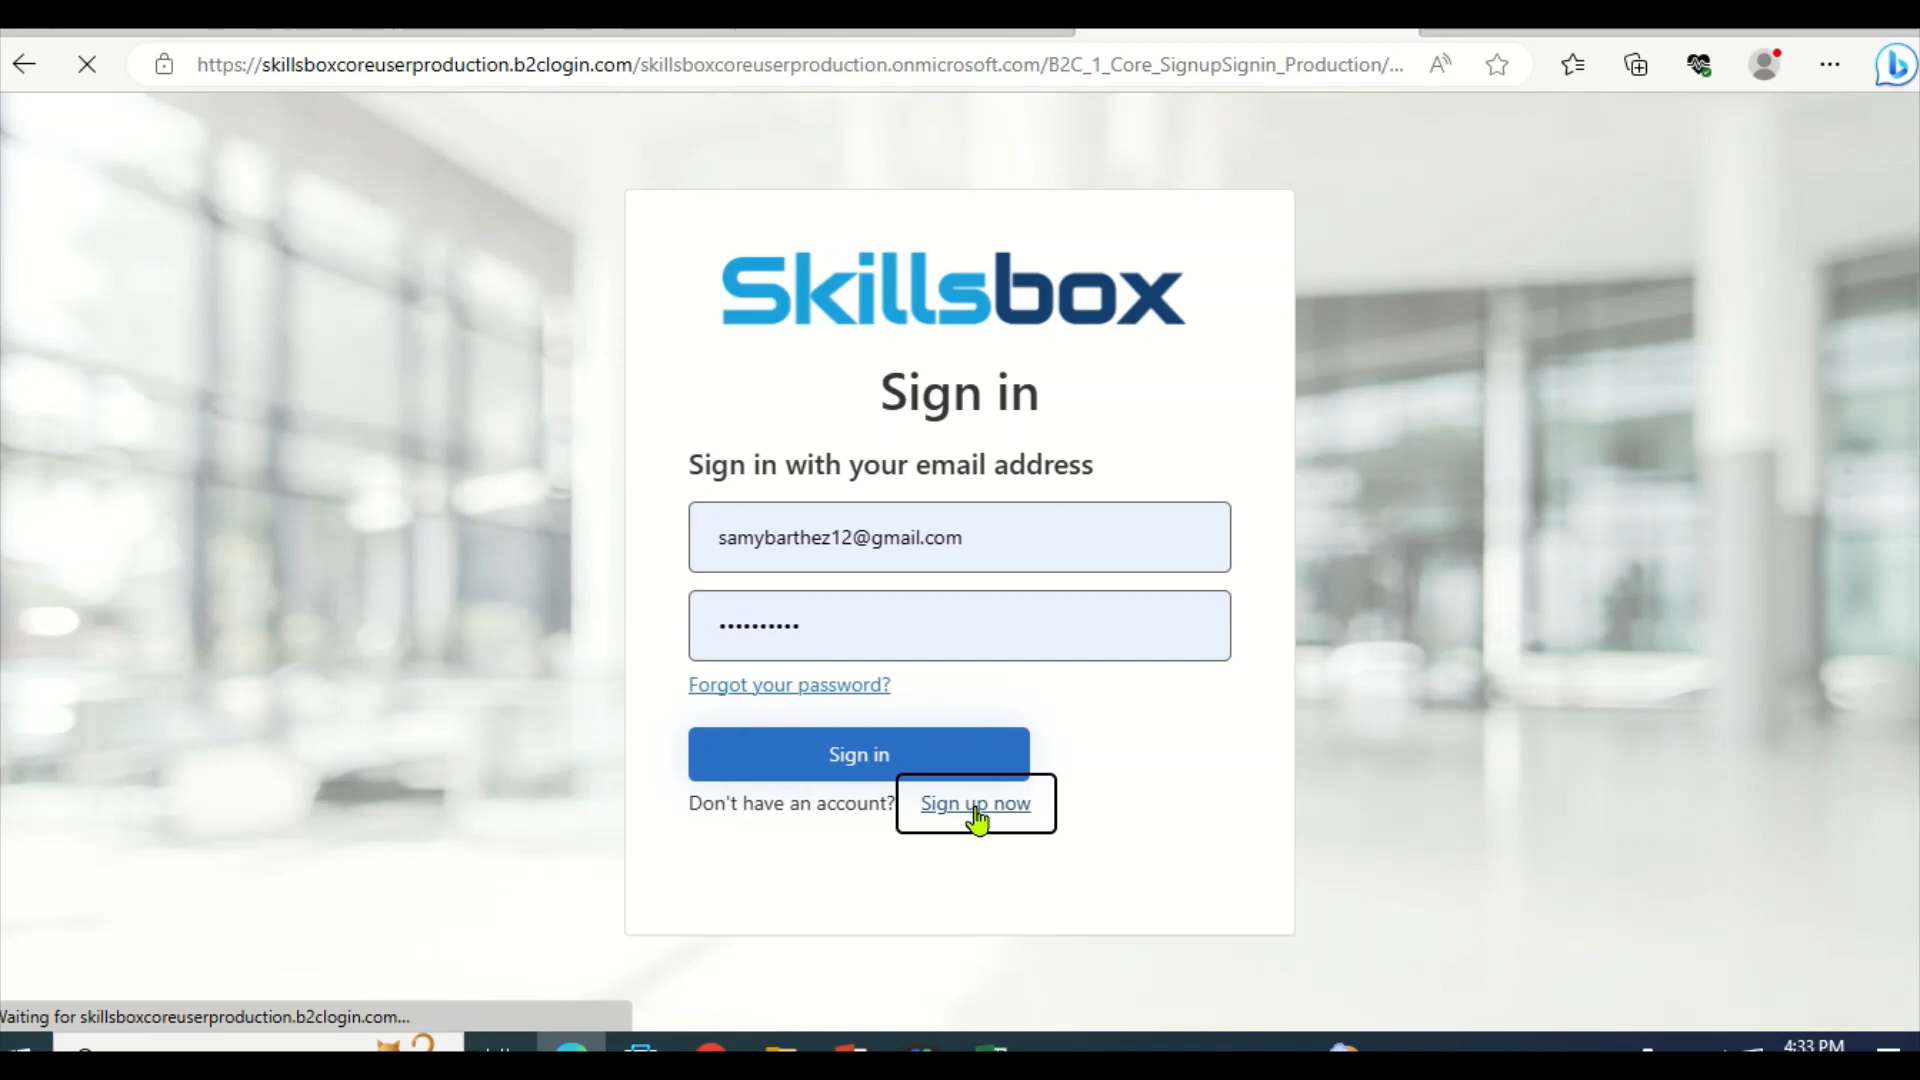 https://skillsboxcoreuserproduction.b2clogin.com/skillsboxcoreuserproduction.onmicrosoft.com/B2C_1_Core_SignupSignin_Production/...
Skillsbox
Sign in
Sign in with your email address
samybarthez12@gmail.com
••••••••••
Forgot your password?
Sign in
Don't have an account? Sign up now
Waiting for skillsboxcoreuserproduction.b2clogin.com...
4:33 PM